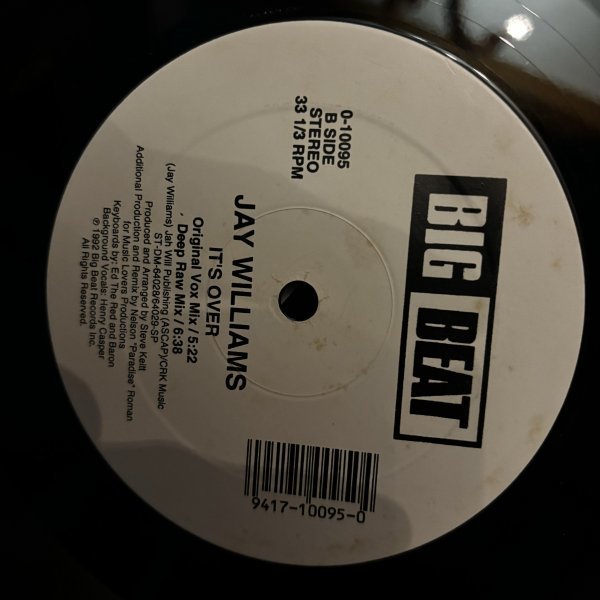 BIG BEAT
0-10095
B SIDE
STEREO
33 1/3 RPM
JAY WILLIAMS
IT'S OVER
Original Vox Mix / 5:22
Deep Raw Mix / 6:38
(Jay Williams) Jah Will Publishing (ASCAP)/CRK Music
ST-DM-64028/64029-SP
Produced and Arranged by Steve Keitt
Additional Production and Remix by Nelson "Paradise" Roman
for Music Lovers Productions
Keyboards by: Ed The Red and Baron
Background Vocals: Henry Casper
℗ 1992 Big Beat Records Inc.
All Rights Reserved.
9417-10095-0